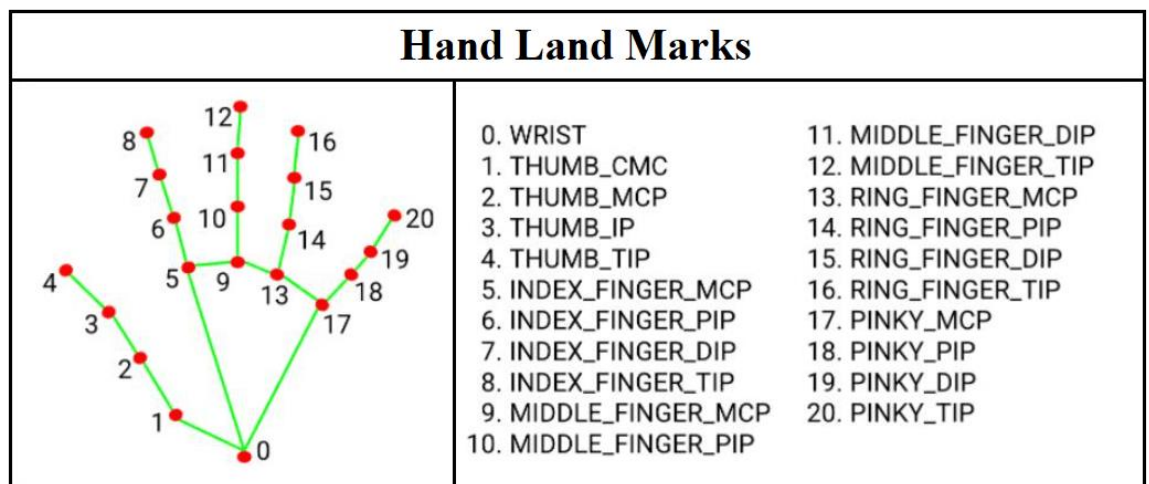 Hand Land Marks
12
8
16
11
7
15
10
6
14
20
19
5
9
13
18
4
17
3
2
1
0
0. WRIST
1. THUMB_CMC
2. THUMB_MCP
3. THUMB_IP
4. THUMB_TIP
5. INDEX_FINGER_MCP
6. INDEX_FINGER_PIP
7. INDEX_FINGER_DIP
8. INDEX_FINGER_TIP
9. MIDDLE_FINGER_MCP
10. MIDDLE_FINGER_PIP
11. MIDDLE_FINGER_DIP
12. MIDDLE_FINGER_TIP
13. RING_FINGER_MCP
14. RING_FINGER_PIP
15. RING_FINGER_DIP
16. RING_FINGER_TIP
17. PINKY_MCP
18. PINKY_PIP
19. PINKY_DIP
20. PINKY_TIP